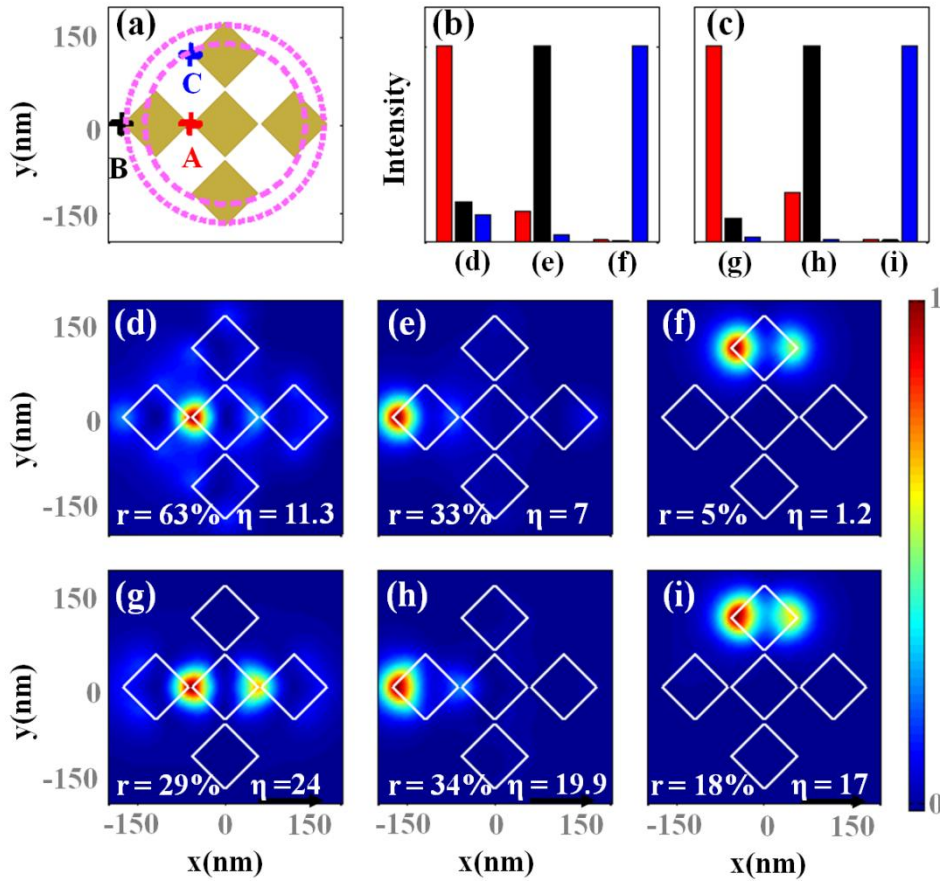 (a) (b) (c)
y(nm) 150 0 -150
C
B A
Intensity
(d) (e) (f) (g) (h) (i)
(d) (e) (f) 1
y(nm) 150 0 -150
r = 63% η = 11.3 r = 33% η = 7 r = 5% η = 1.2
(g) (h) (i)
y(nm) 150 0 -150
r = 29% η =24 r = 34% η = 19.9 r = 18% η = 17 0
-150 0 150 -150 0 150 -150 0 150
x(nm) x(nm) x(nm)